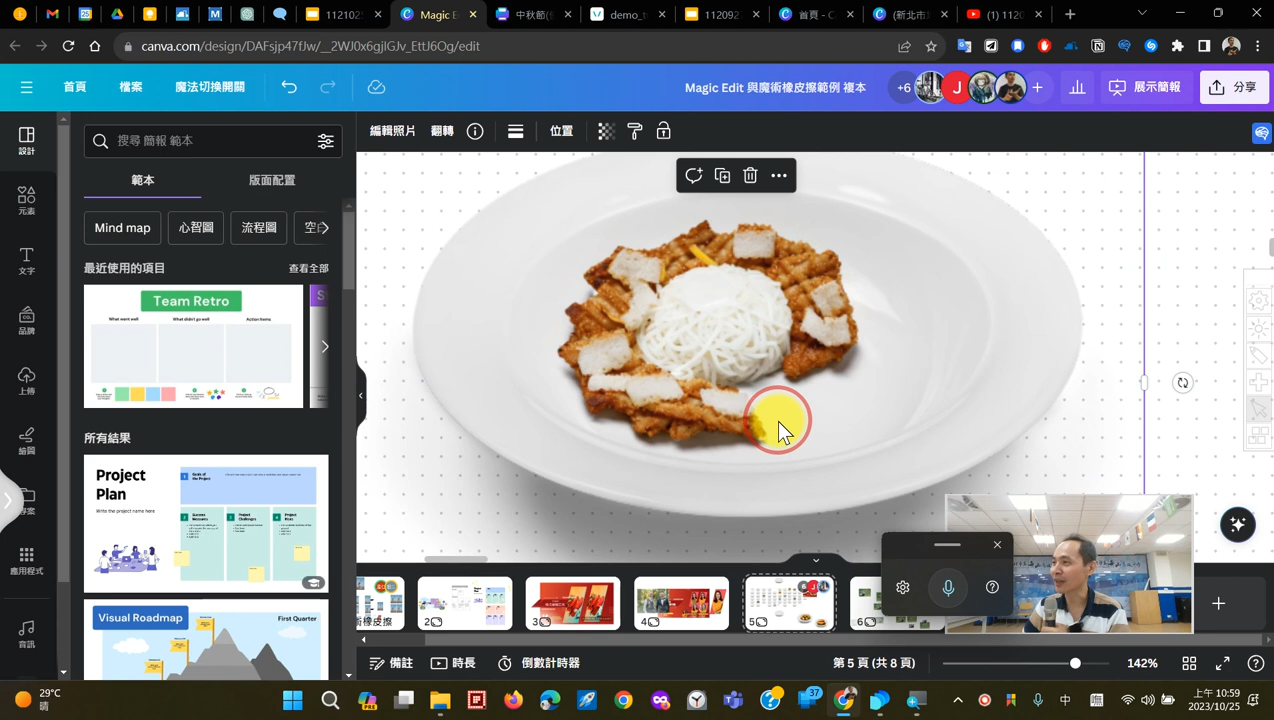 1121025
Magic E
中秋節(
demo_t
112092
首頁 - C
(新北市
(1) 112
canva.com/design/DAFsjp47fJw/__2WJ0x6gjlGJv_EttJ6Og/edit
首頁
檔案
魔法切換開關
Magic Edit 與魔術橡皮擦範例 複本
+6
J
展示簡報
分享
設計
搜尋 簡報 範本
編輯照片
翻轉
位置
範本
版面配置
元素
Mind map
心智圖
流程圖
空白
文字
最近使用的項目
查看全部
品牌
Team Retro
What went well
What didn't go well
Action items
上傳
繪圖
所有結果
Project
Plan
Write the project name here
專案
應用程式
Visual Roadmap
First Quarter
音訊
2
3
4
5
6
備註
時長
倒數計時器
第 5 頁 (共 8 頁)
142%
29°C
晴
PRE
37
中
上午 10:59
2023/10/25